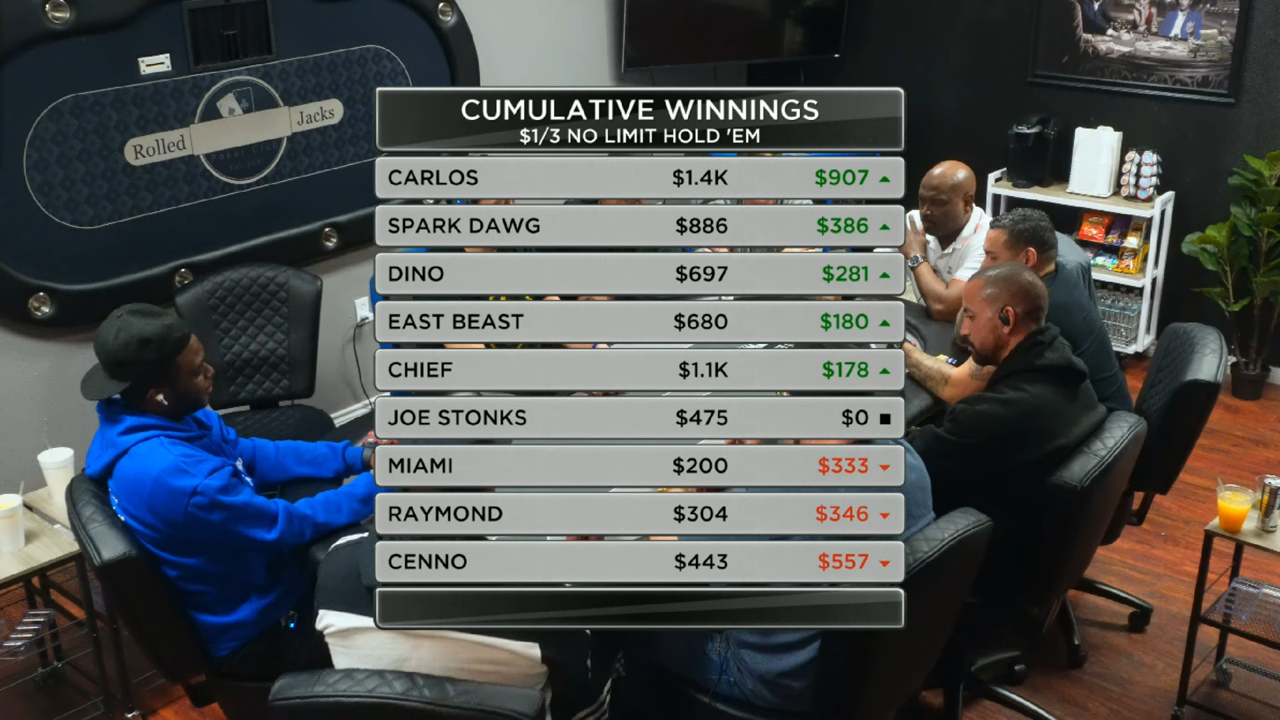 Rolled
Jacks
CUMULATIVE WINNINGS
$1/3 NO LIMIT HOLD 'EM
CARLOS $1.4K $907
SPARK DAWG $886 $386
DINO $697 $281
EAST BEAST $680 $180
CHIEF $1.1K $178
JOE STONKS $475 $0
MIAMI $200 $333
RAYMOND $304 $346
CENNO $443 $557